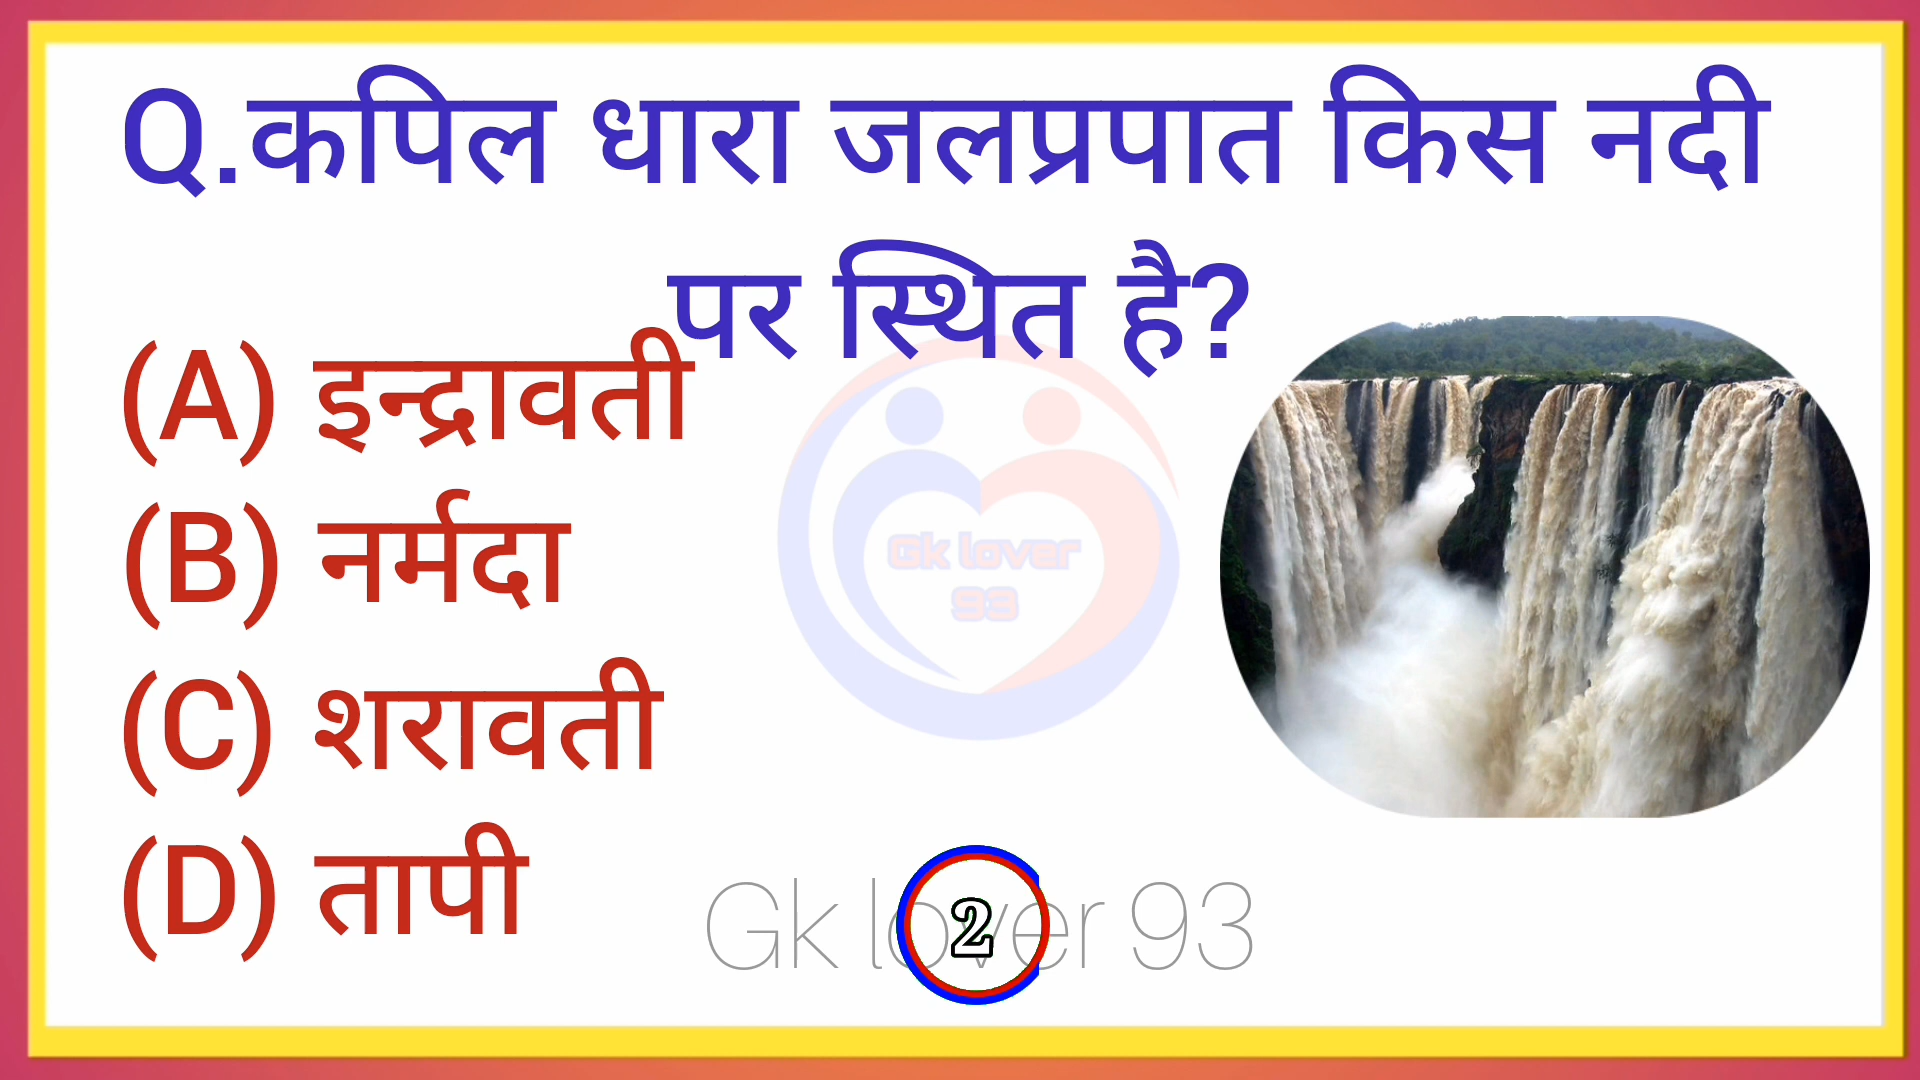 Q.कपिल धारा जलप्रपात किस नदी
पर स्थित है?
(A) इन्द्रावती
(B) नर्मदा
(C) शरावती
(D) तापी
Gk lover
93
Gk lover 93
2